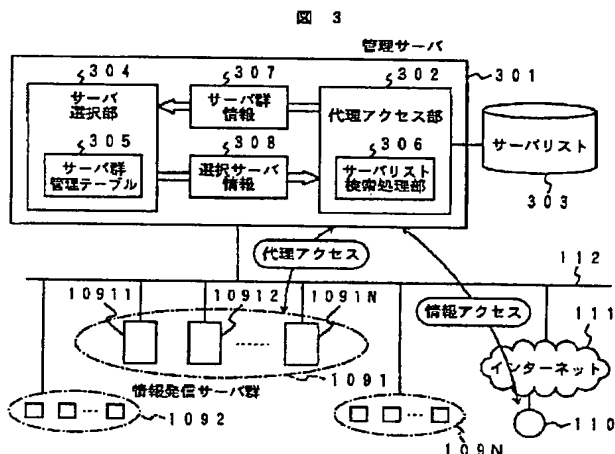 図 3
管理サーバ
304
307
302
301
サーバ
選択部
サーバ群
情報
代理アクセス部
305
308
306
サーバ群
管理テーブル
選択サーバ
情報
サーバリスト
検索処理部
サーバリスト
303
代理アクセス
112
10911
10912
1091N
情報アクセス
111
インターネット
情報発信サーバ群
1091
1092
109N
110